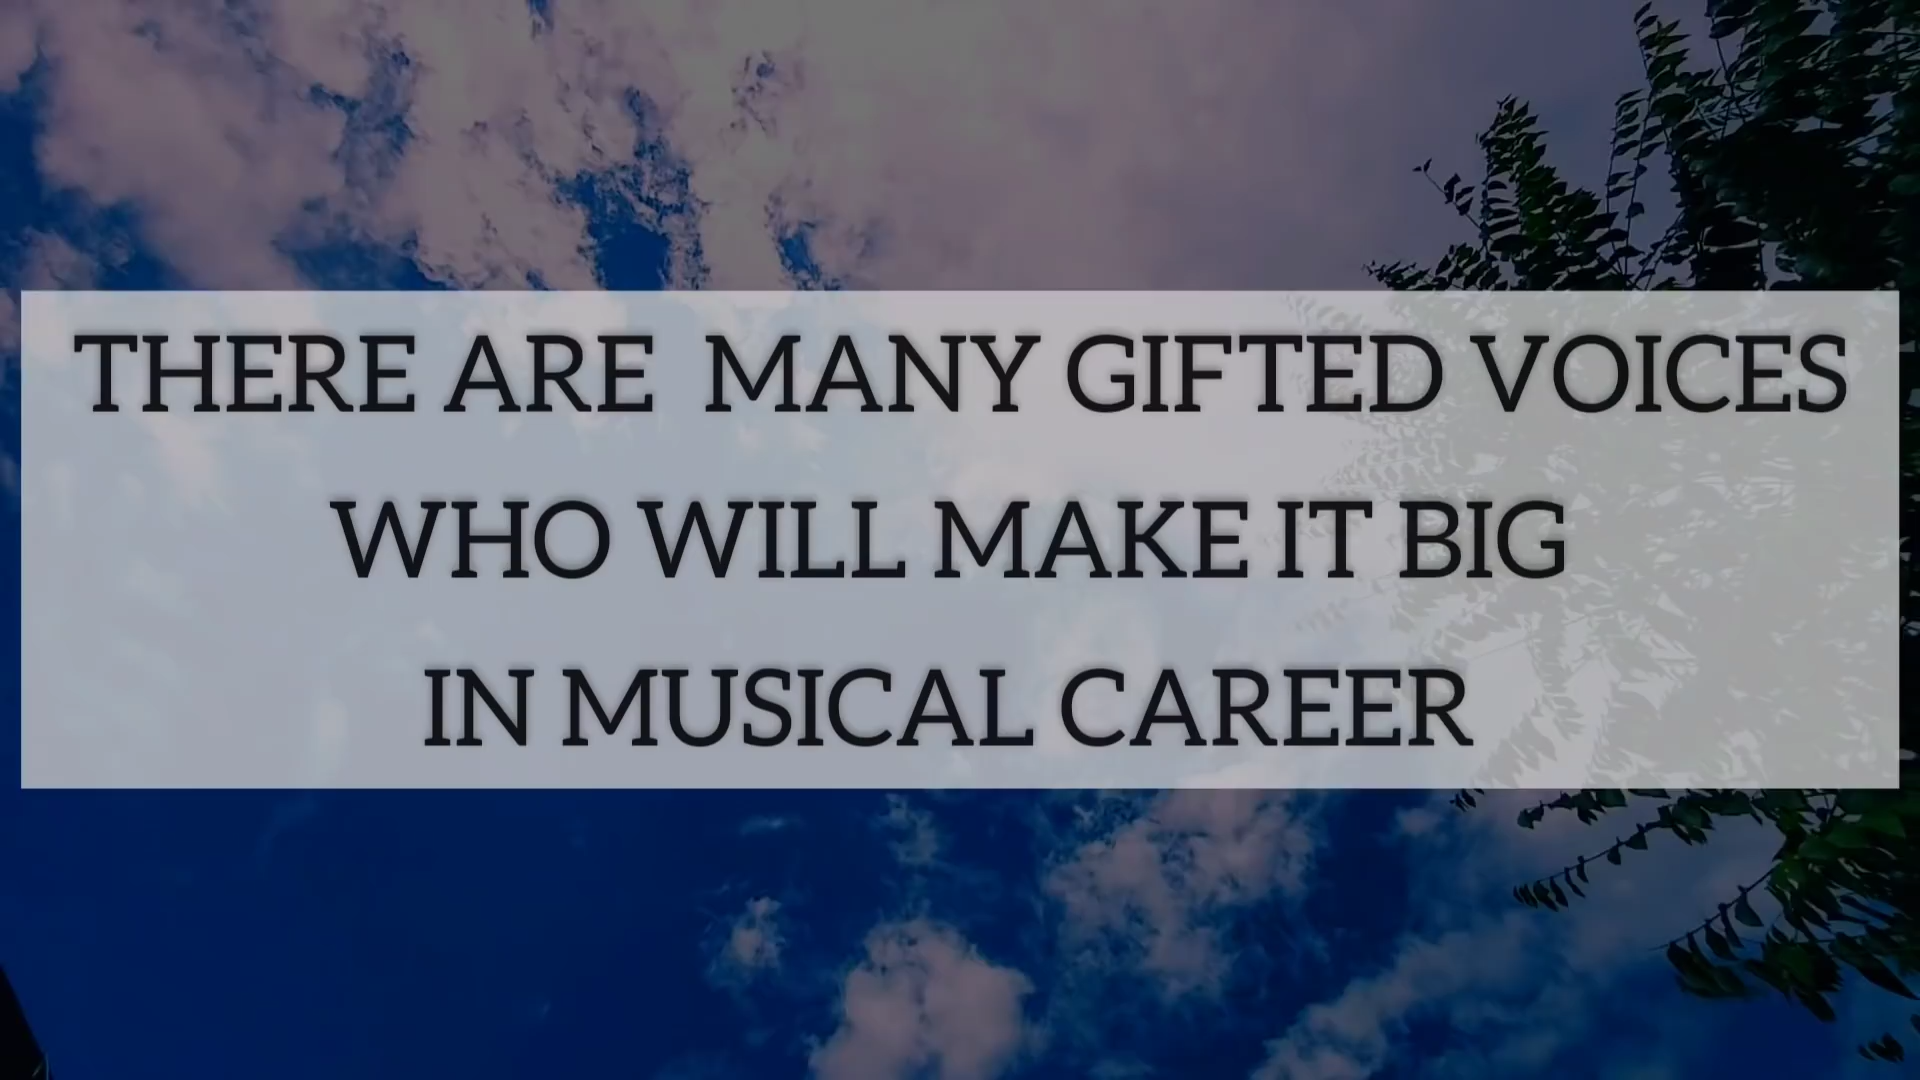 THERE ARE  MANY GIFTED VOICES
WHO WILL MAKE IT BIG
IN MUSICAL CAREER